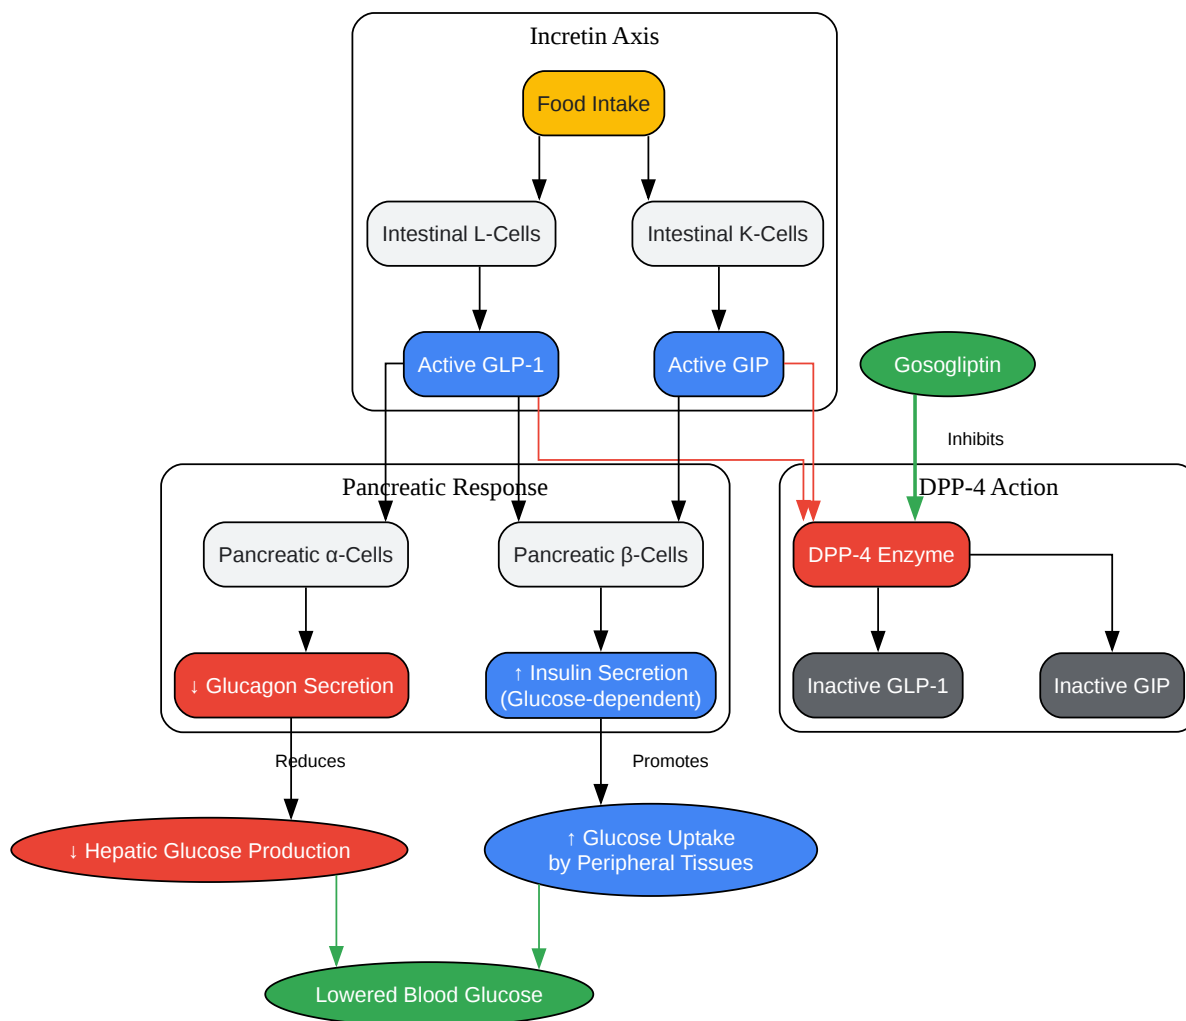 Incretin Axis
Food Intake
Intestinal L-Cells
Intestinal K-Cells
Active GLP-1
Active GIP
Gosogliptin
Inhibits
Pancreatic Response
DPP-4 Action
Pancreatic α-Cells
Pancreatic β-Cells
DPP-4 Enzyme
↓ Glucagon Secretion
↑ Insulin Secretion
(Glucose-dependent)
Inactive GLP-1
Inactive GIP
Reduces
Promotes
↓ Hepatic Glucose Production
↑ Glucose Uptake
by Peripheral Tissues
Lowered Blood Glucose